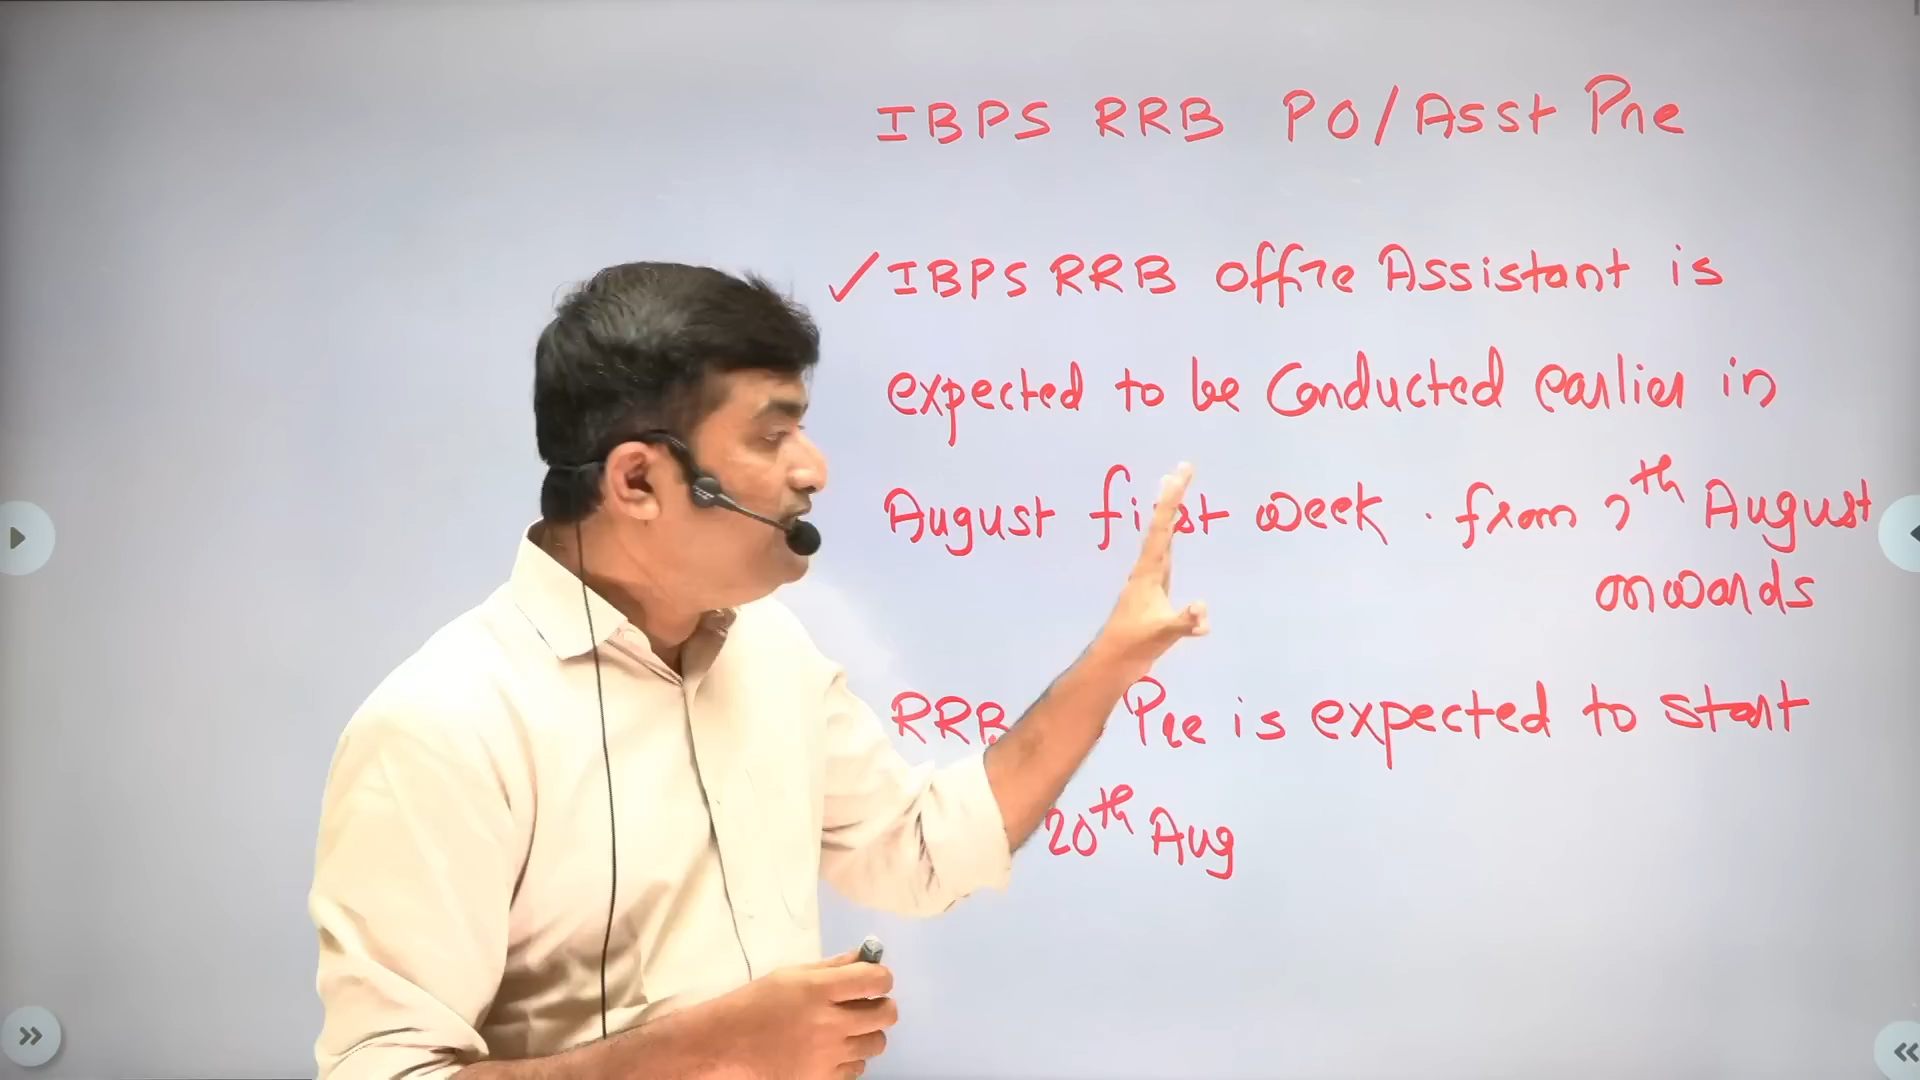 IBPS RRB PO/Asst Pre
✓ IBPS RRB Office Assistant is
expected to be Conducted earlier in
August first week. from 7th August
onwards
RRB Pre is expected to start
20th Aug